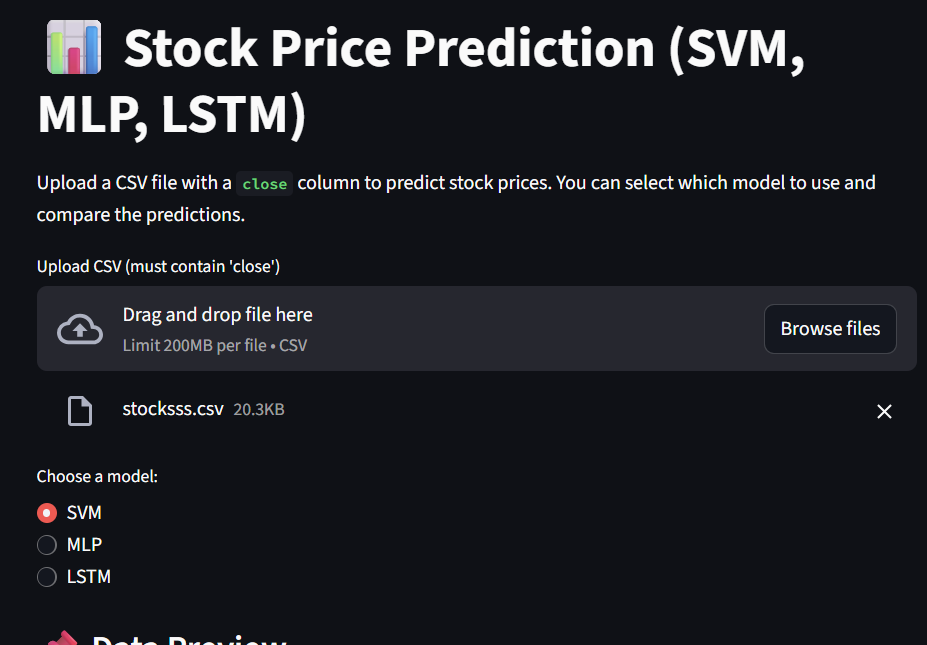 Stock Price Prediction (SVM,
MLP, LSTM)
Upload a CSV file with a close column to predict stock prices. You can select which model to use and
compare the predictions.
Upload CSV (must contain 'close')
Drag and drop file here
Limit 200MB per file • CSV
Browse files
stocksss.csv 20.3KB
Choose a model:
SVM
MLP
LSTM
Data Preview